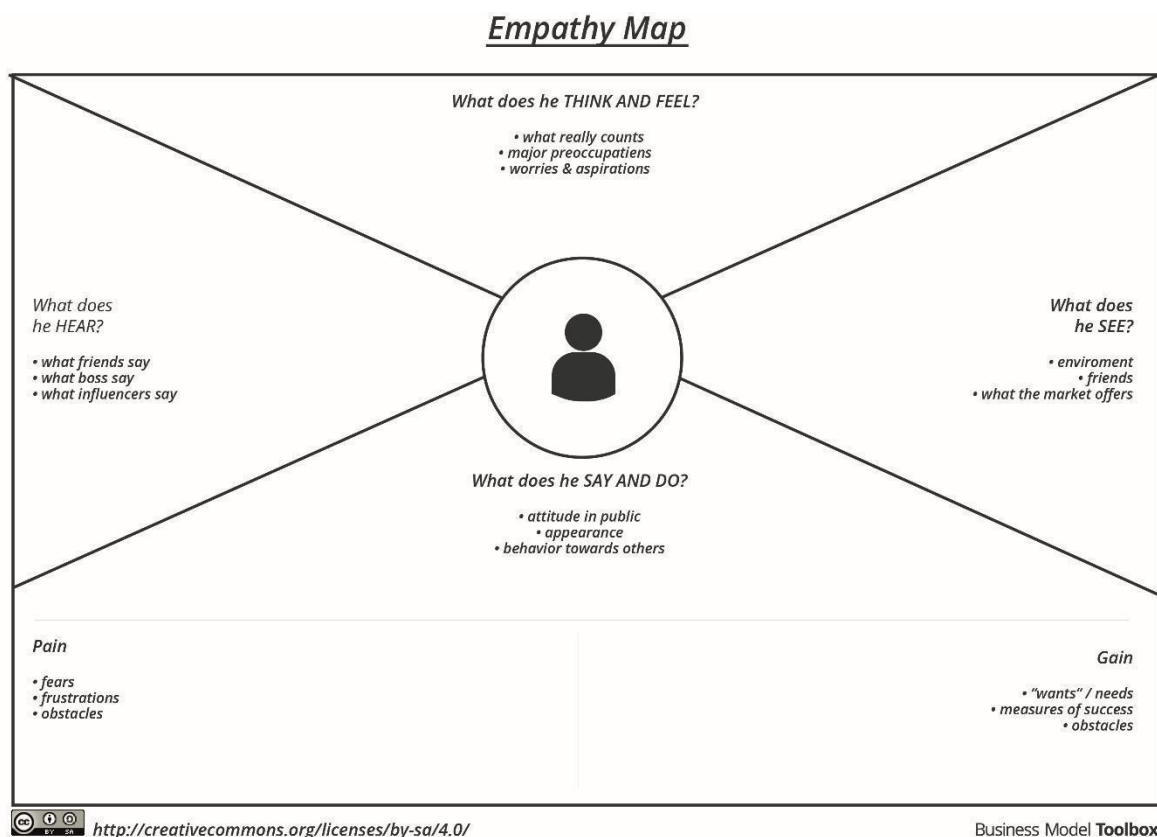 Empathy Map
What does he THINK AND FEEL?
• what really counts
• major preoccupatiens
• worries & aspirations
What does
he HEAR?
• what friends say
• what boss say
• what influencers say
What does
he SEE?
• enviroment
• friends
• what the market offers
What does he SAY AND DO?
• attitude in public
• appearance
• behavior towards others
Pain
• fears
• frustrations
• obstacles
Gain
• “wants“ / needs
• measures of success
• obstacles
cc BY SA
http://creativecommons.org/licenses/by-sa/4.0/
Business Model Toolbox